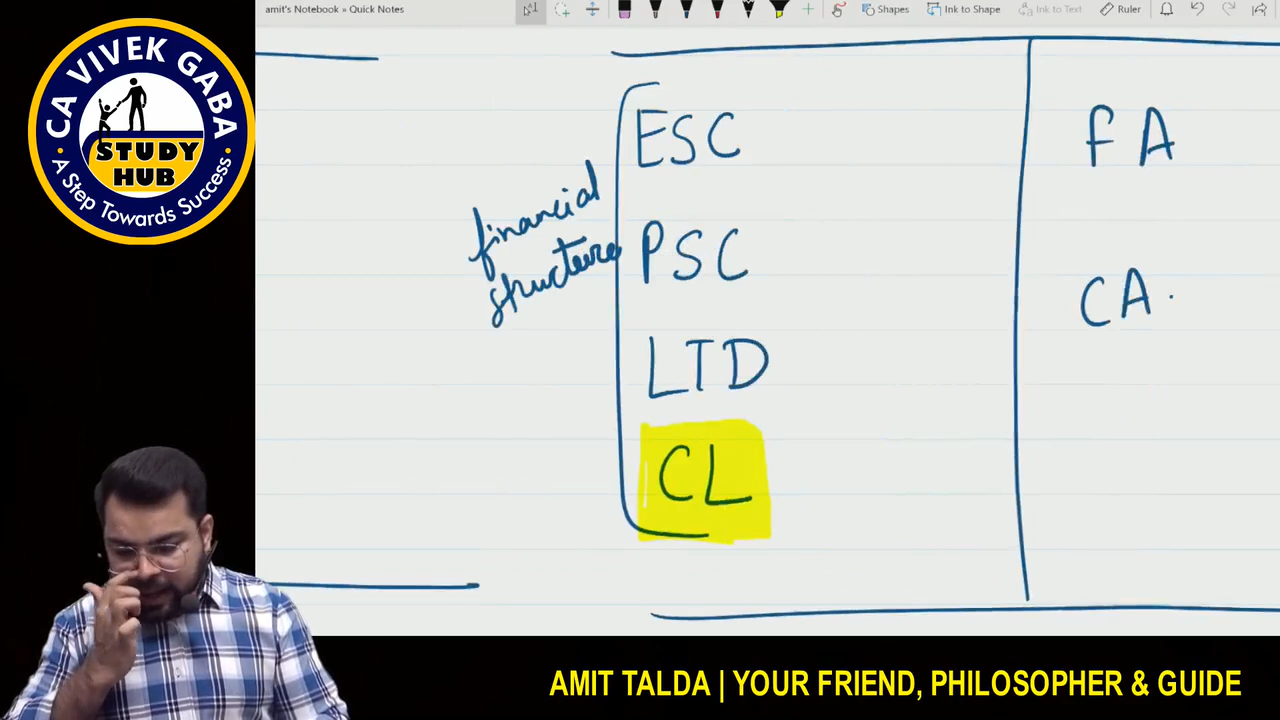 amit's Notebook » Quick Notes
Shapes
Ink to Shape
Ink to Text
Ruler
CA VIVEK GABA
STUDY
HUB
A Step Towards Success
ESC
PSC
LTD
CL
financial
structure
FA
CA.
AMIT TALDA | YOUR FRIEND, PHILOSOPHER & GUIDE